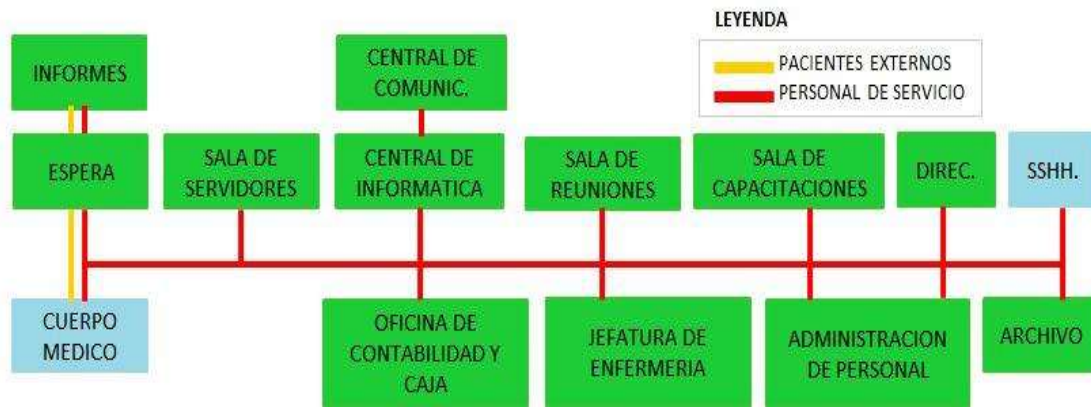 LEYENDA
PACIENTES EXTERNOS
PERSONAL DE SERVICIO
INFORMES
CENTRAL DE
COMUNIC.
ESPERA
SALA DE
SERVIDORES
CENTRAL DE
INFORMATICA
SALA DE
REUNIONES
SALA DE
CAPACITACIONES
DIREC.
SSHH.
CUERPO
MEDICO
OFICINA DE
CONTABILIDAD Y
CAJA
JEFATURA DE
ENFERMERIA
ADMINISTRACION
DE PERSONAL
ARCHIVO